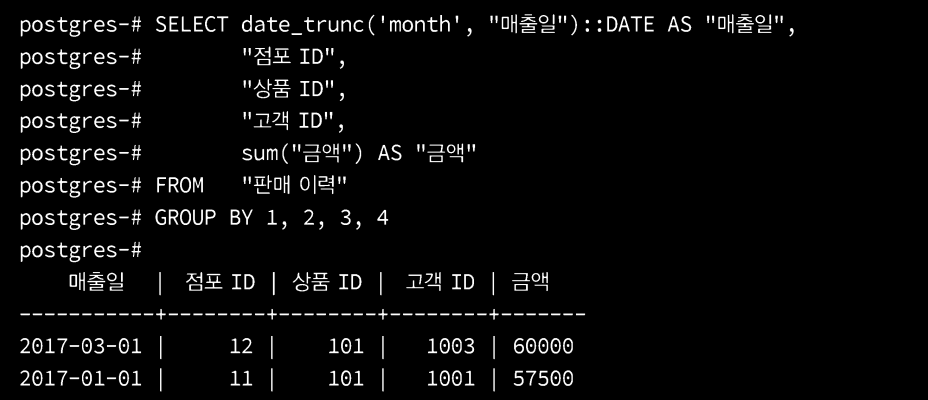 postgres-# SELECT date_trunc('month', "매출일")::DATE AS "매출일",
postgres-#        "점포 ID",
postgres-#        "상품 ID",
postgres-#        "고객 ID",
postgres-#        sum("금액") AS "금액"
postgres-# FROM   "판매 이력"
postgres-# GROUP BY 1, 2, 3, 4
postgres-#
    매출일   | 점포 ID | 상품 ID | 고객 ID | 금액
-----------+--------+--------+--------+-------
2017-03-01 |     12 |    101 |   1003 | 60000
2017-01-01 |     11 |    101 |   1001 | 57500